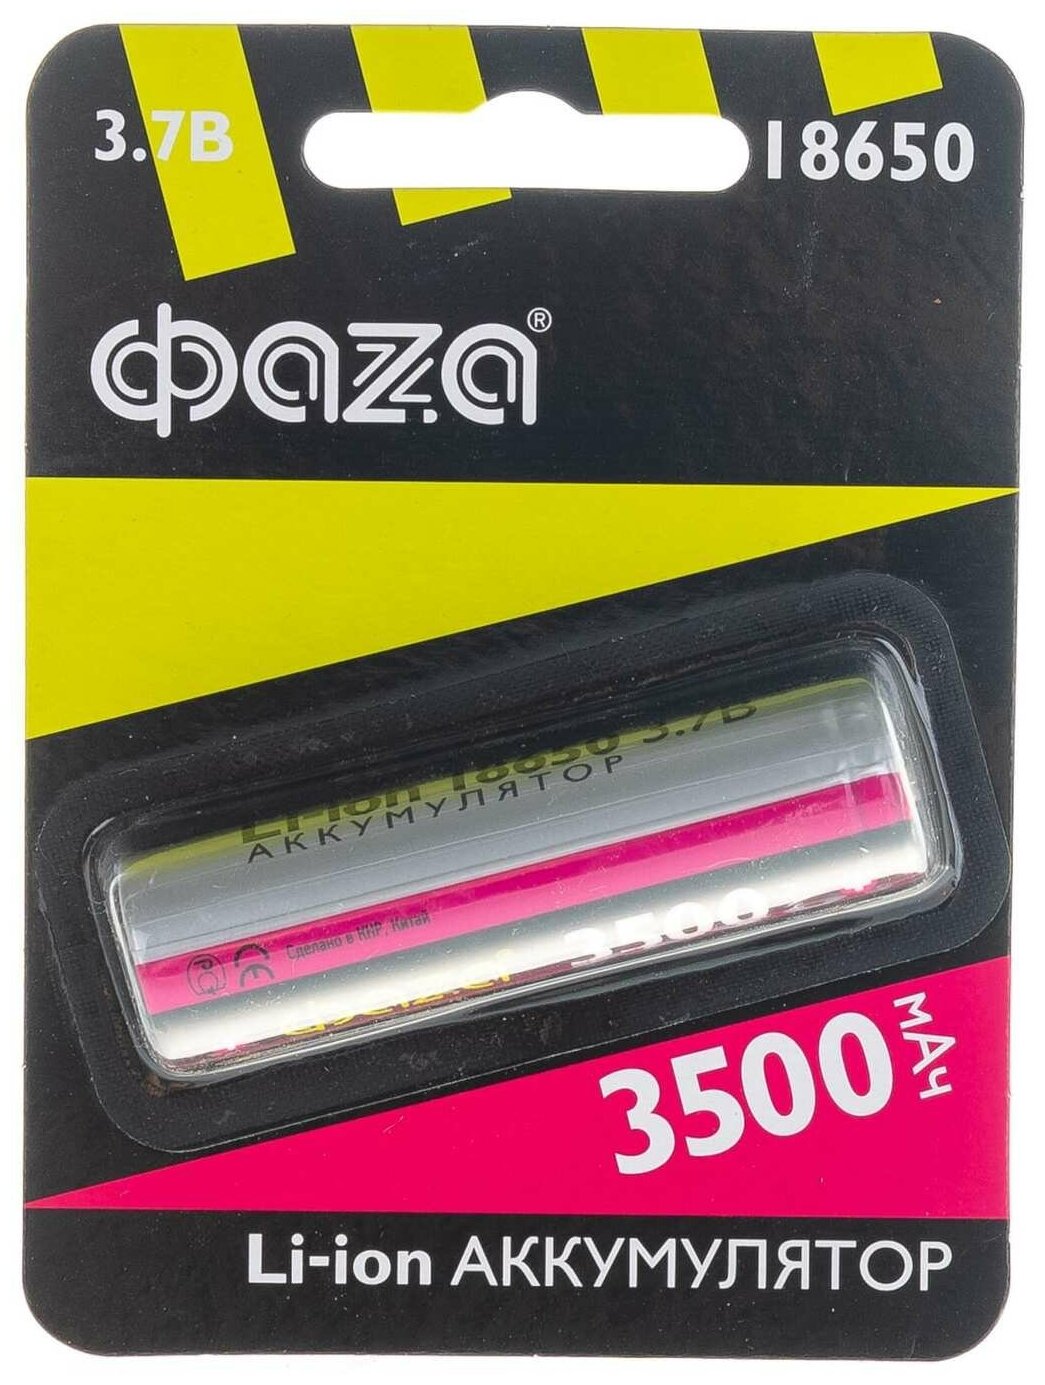 3.7В
18650
фаzа®
Li-ion 18650 3.7В
АККУМУЛЯТОР
Сделано в КНР, Китай
CE
3500
3500 мАч
Li-ion АККУМУЛЯТОР